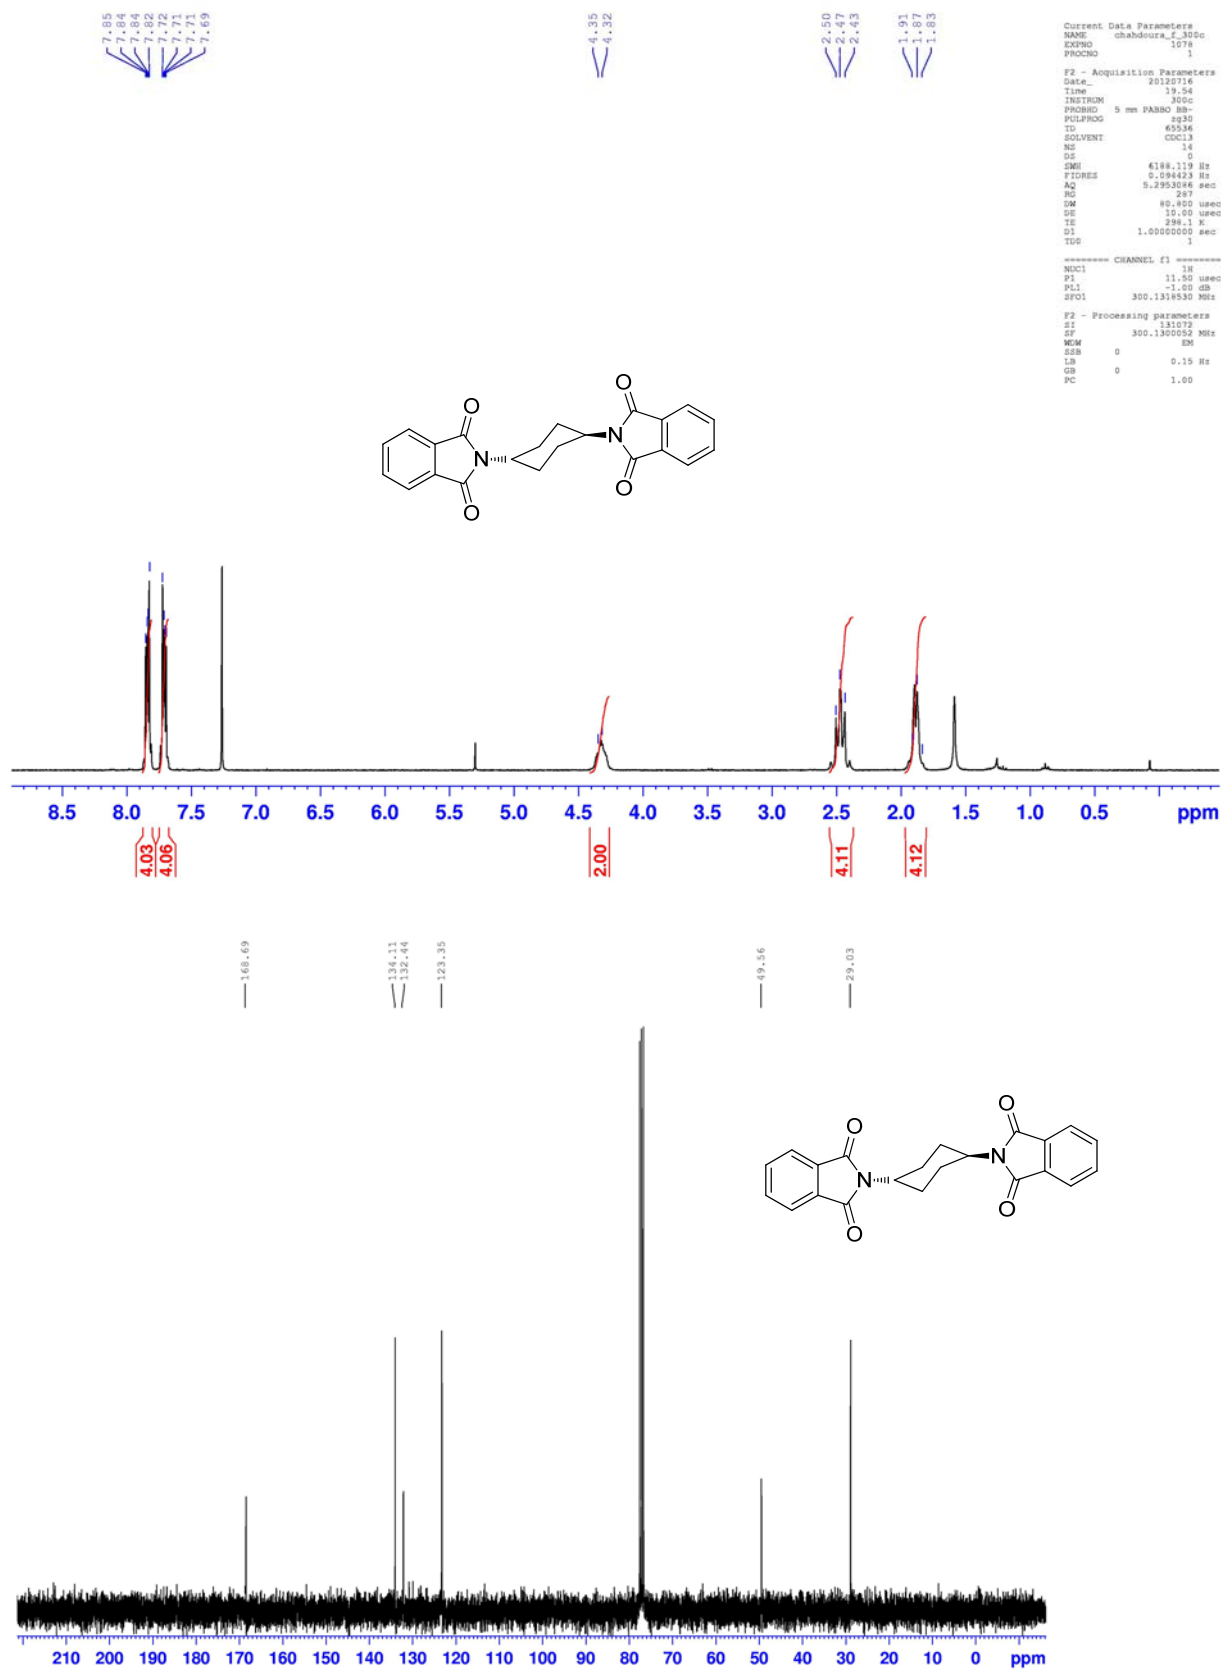 7.85
7.84
7.84
7.82
7.72
7.71
7.71
7.69
4.35
4.32
2.50
2.47
2.43
1.91
1.87
1.83
Current Data Parameters
NAME chahdoura_f_300c
EXPNO 1078
PROCNO 1
F2 - Acquisition Parameters
Date_ 20120716
Time 19.54
INSTRUM 300c
PROBHD 5 mm PABBO BB-
PULPROG zg30
TD 65536
SOLVENT CDCl3
NS 14
DS 0
SWH 6188.119 Hz
FIDRES 0.094423 Hz
AQ 5.2953086 sec
RG 287
DW 80.800 usec
DE 10.00 usec
TE 298.1 K
D1 1.00000000 sec
TD0 1
======== CHANNEL f1 ========
NUC1 1H
P1 11.50 usec
PL1 -1.00 dB
SFO1 300.1318530 MHz
F2 - Processing parameters
SI 131072
SF 300.1300052 MHz
WDW EM
SSB 0
LB 0.15 Hz
GB 0
PC 1.00
O
O
N
N
O
O
8.5 8.0 7.5 7.0 6.5 6.0 5.5 5.0 4.5 4.0 3.5 3.0 2.5 2.0 1.5 1.0 0.5 ppm
4.03
4.06
2.00
4.11
4.12
168.69
134.11
132.44
123.35
49.56
29.03
O
O
N
N
O
O
210 200 190 180 170 160 150 140 130 120 110 100 90 80 70 60 50 40 30 20 10 0 ppm